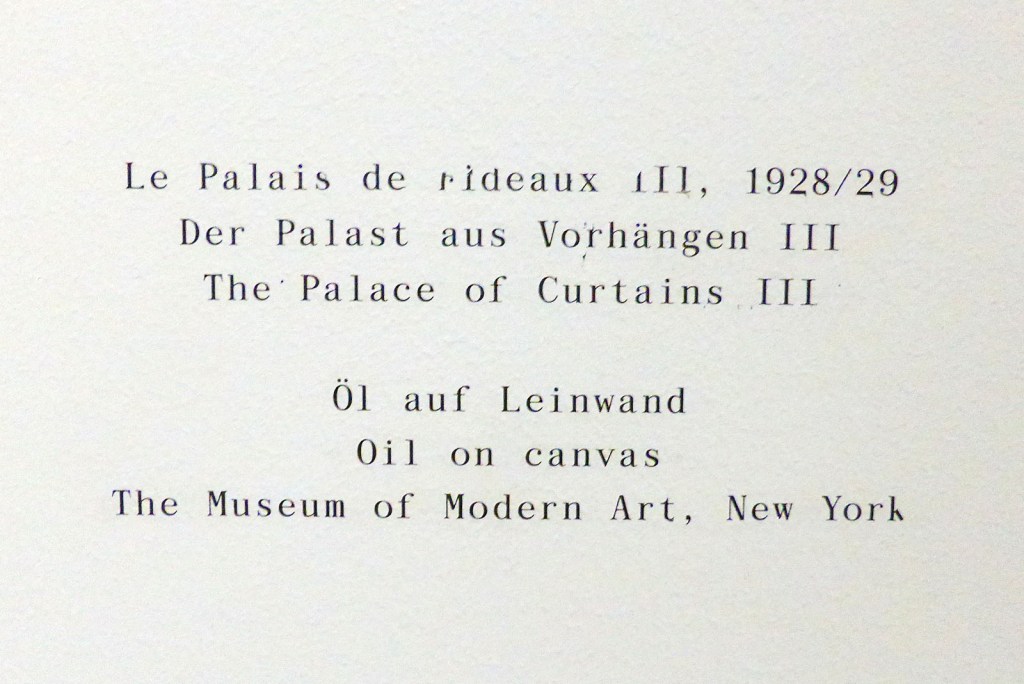 Le Palais de rideaux III, 1928/29
Der Palast aus Vorhängen III
The Palace of Curtains III
Öl auf Leinwand
Oil on canvas
The Museum of Modern Art, New York